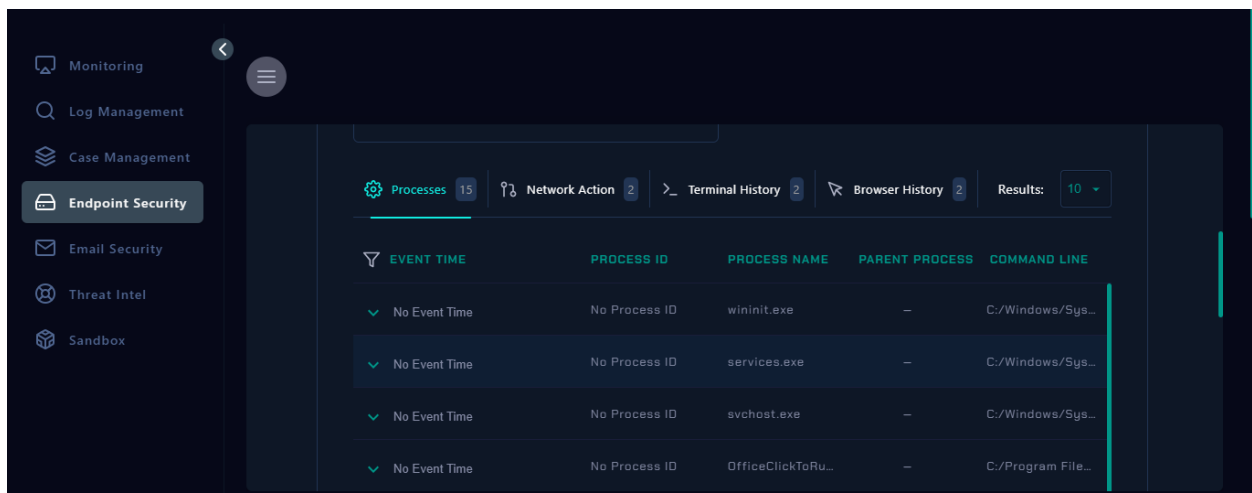 Monitoring
Log Management
Case Management
Endpoint Security
Email Security
Threat Intel
Sandbox
Processes 15 Network Action 2 >_ Terminal History 2 Browser History 2 Results: 10
EVENT TIME PROCESS ID PROCESS NAME PARENT PROCESS COMMAND LINE
No Event Time No Process ID wininit.exe – C:/Windows/Sys...
No Event Time No Process ID services.exe – C:/Windows/Sys...
No Event Time No Process ID svchost.exe – C:/Windows/Sys...
No Event Time No Process ID OfficeClickToRu... – C:/Program File...